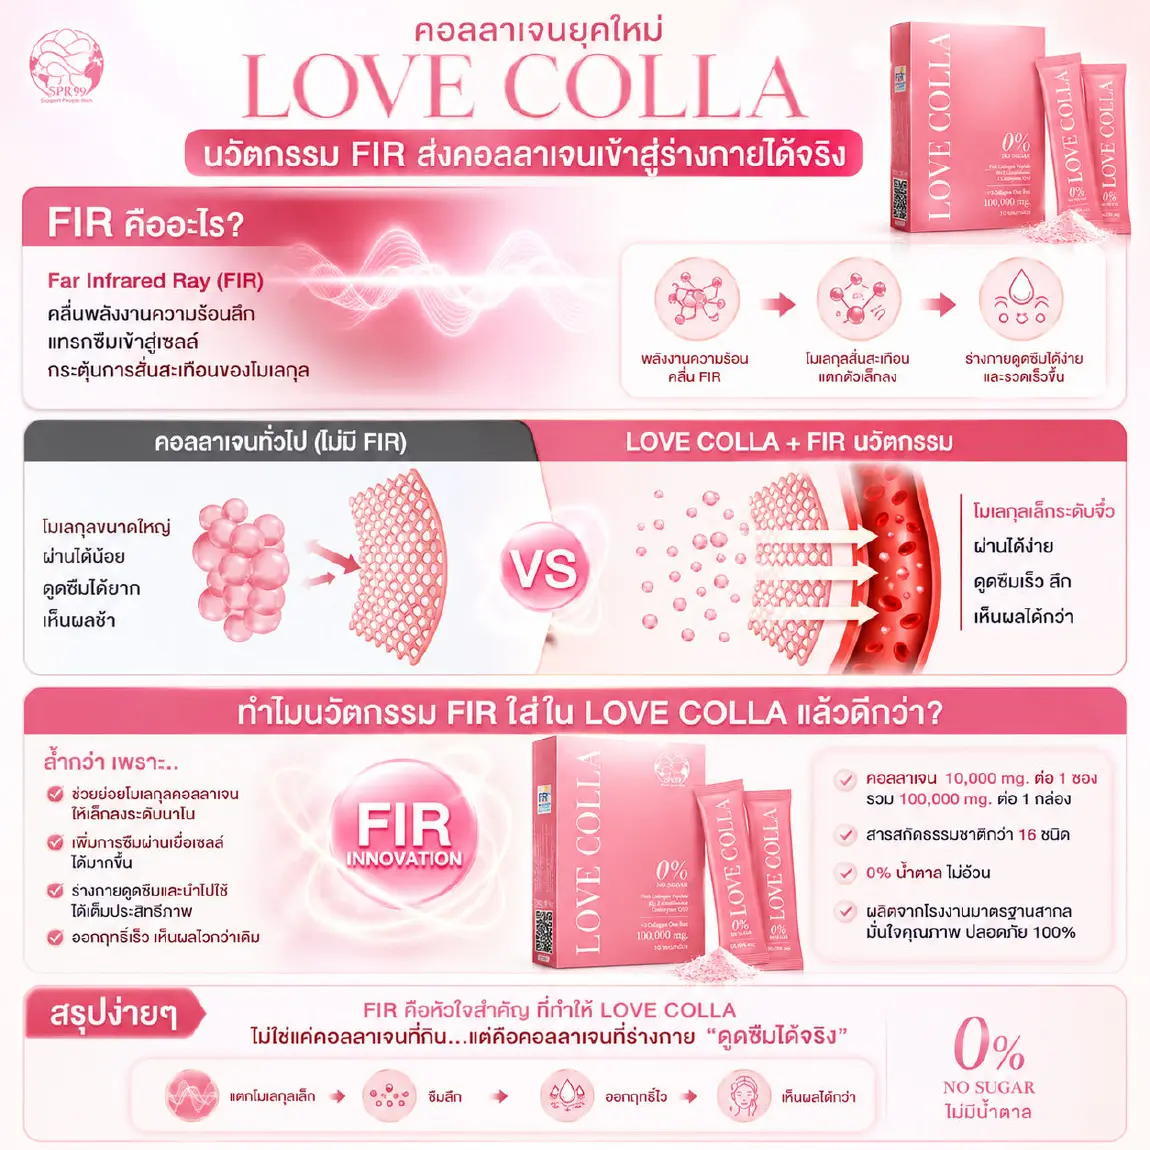 คอลลาเจนยุคใหม่
LOVE COLLA
นวัตกรรม FIR ส่งคอลลาเจนเข้าสู่ร่างกายได้จริง
SPR99
Support People Rich
LOVE COLLA
0%
NO SUGAR
100,000 mg.
LOVE COLLA
0%
LOVE COLLA
0%
FIR คืออะไร?
Far Infrared Ray (FIR)
คลื่นพลังงานความร้อนลึก
แทรกซึมเข้าสู่เซลล์
กระตุ้นการสั่นสะเทือนของโมเลกุล
พลังงานความร้อน
คลื่น FIR
โมเลกุลสั่นสะเทือน
แตกตัวเล็กลง
ร่างกายดูดซึมได้ง่าย
และรวดเร็วขึ้น
คอลลาเจนทั่วไป (ไม่มี FIR)
โมเลกุลขนาดใหญ่
ผ่านได้น้อย
ดูดซึมได้ยาก
เห็นผลช้า
VS
LOVE COLLA + FIR นวัตกรรม
โมเลกุลเล็กระดับจิ๋ว
ผ่านได้ง่าย
ดูดซึมเร็ว ลึก
เห็นผลได้กว่า
ทำไมนวัตกรรม FIR ใส่ใน LOVE COLLA แล้วดีกว่า?
ล้ำกว่า เพราะ..
ช่วยย่อยโมเลกุลคอลลาเจน
ให้เล็กลงระดับนาโน
เพิ่มการซึมผ่านเยื่อเซลล์
ได้มากขึ้น
ร่างกายดูดซึมและนำไปใช้
ได้เต็มประสิทธิภาพ
ออกฤทธิ์เร็ว เห็นผลไวกว่าเดิม
FIR
INNOVATION
LOVE COLLA
0%
NO SUGAR
100,000 mg.
LOVE COLLA
0%
LOVE COLLA
0%
คอลลาเจน 10,000 mg. ต่อ 1 ซอง
รวม 100,000 mg. ต่อ 1 กล่อง
สารสกัดธรรมชาติกว่า 16 ชนิด
0% น้ำตาล ไม่อ้วน
ผลิตจากโรงงานมาตรฐานสากล
มั่นใจคุณภาพ ปลอดภัย 100%
สรุปง่ายๆ
FIR คือหัวใจสำคัญ ที่ทำให้ LOVE COLLA
ไม่ใช่แค่คอลลาเจนที่กิน...แต่คือคอลลาเจนที่ร่างกาย "ดูดซึมได้จริง"
แตกโมเลกุลเล็ก
ซึมลึก
ออกฤทธิ์ไว
เห็นผลได้กว่า
0%
NO SUGAR
ไม่มีน้ำตาล